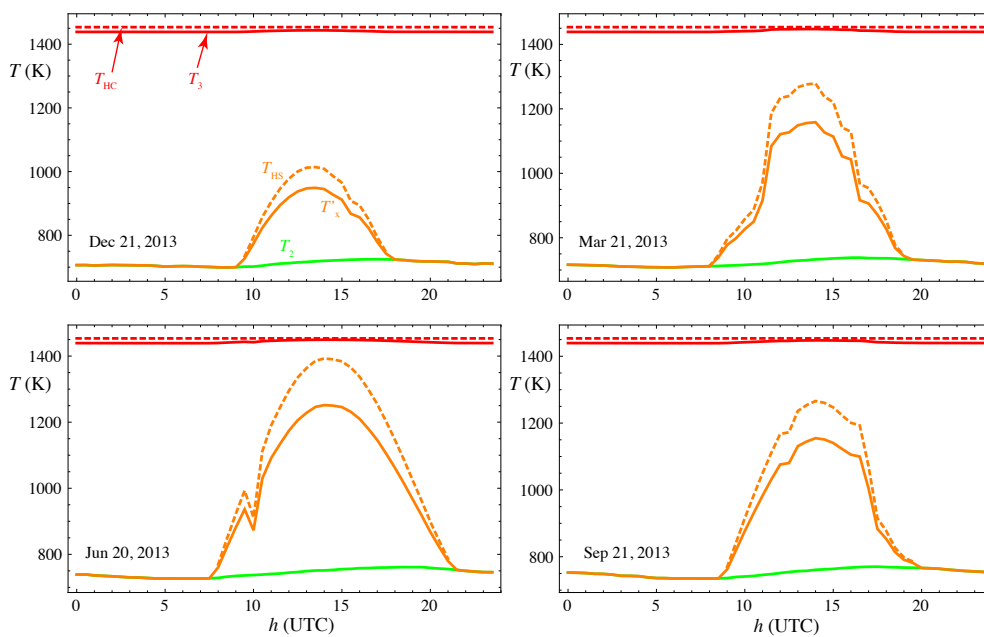 1400
T (K)
T_HC
T_3
1200
1000
T_HS
T'_x
T_2
800
Dec 21, 2013
0 5 10 15 20
1400
T (K)
1200
1000
800
Mar 21, 2013
0 5 10 15 20
1400
T (K)
1200
1000
800
Jun 20, 2013
0 5 10 15 20
h (UTC)
1400
T (K)
1200
1000
800
Sep 21, 2013
0 5 10 15 20
h (UTC)